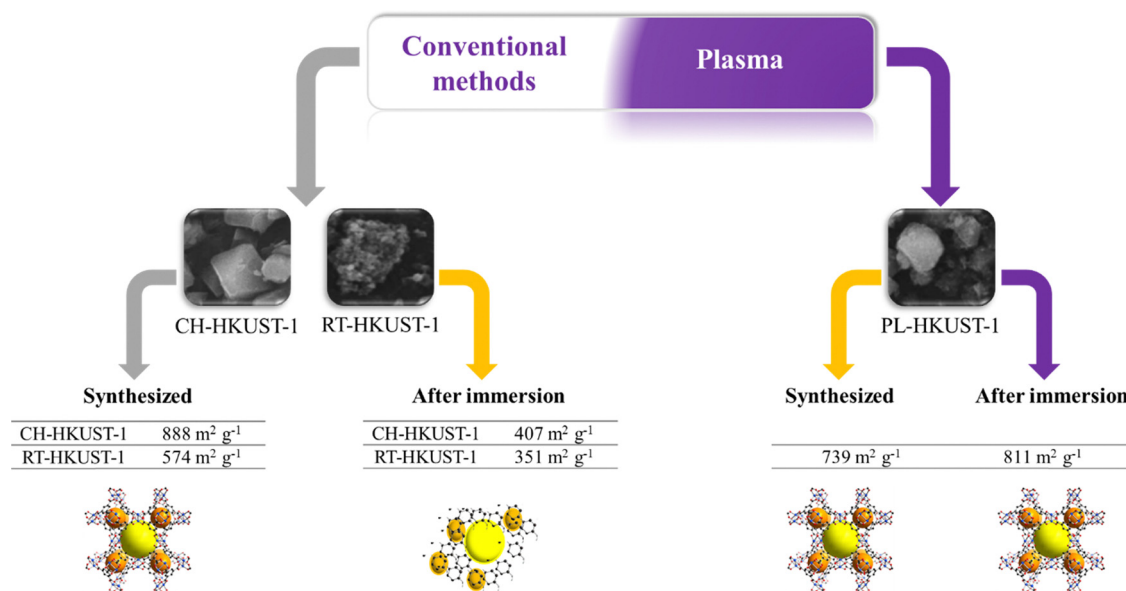 Conventional
methods
Plasma
CH-HKUST-1
RT-HKUST-1
PL-HKUST-1
Synthesized
After immersion
Synthesized
After immersion
CH-HKUST-1 888 m² g⁻¹
RT-HKUST-1 574 m² g⁻¹
CH-HKUST-1 407 m² g⁻¹
RT-HKUST-1 351 m² g⁻¹
739 m² g⁻¹ 811 m² g⁻¹